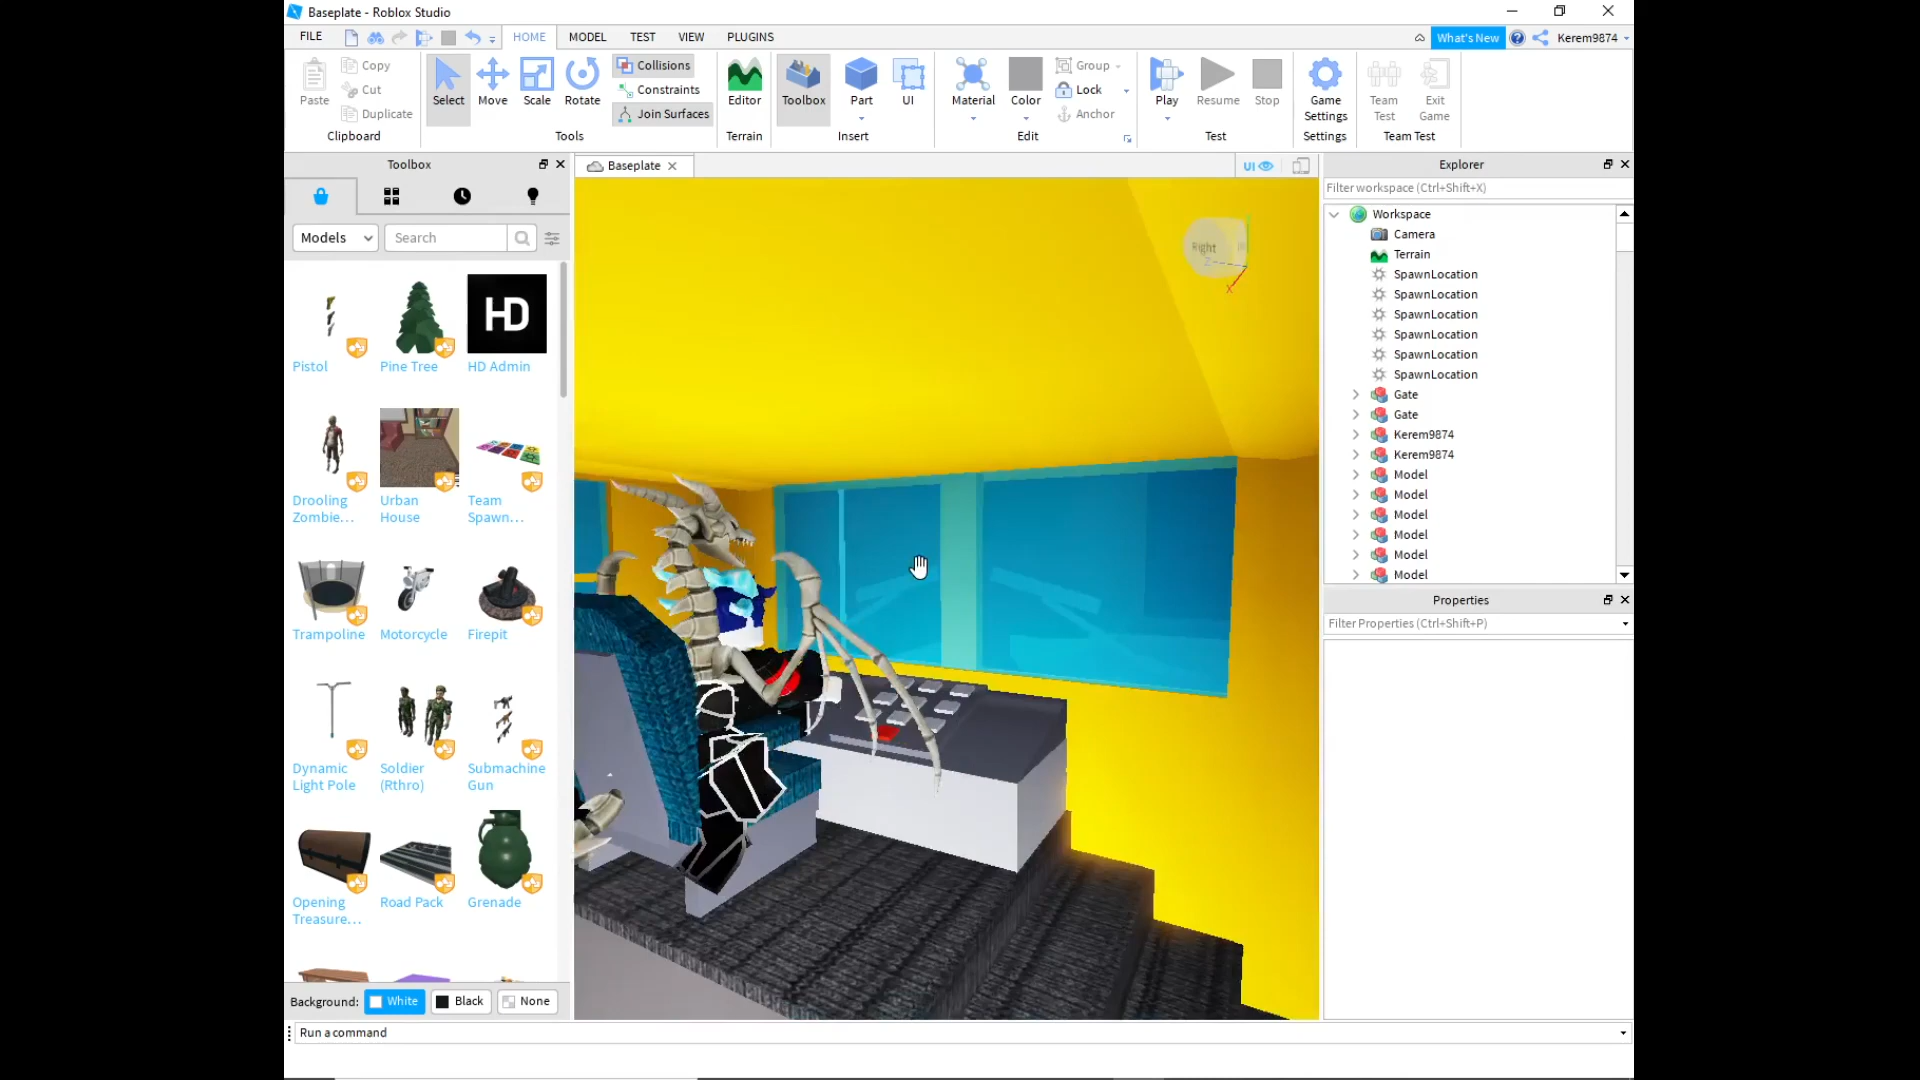 Baseplate - Roblox Studio
FILE
HOME
MODEL
TEST
VIEW
PLUGINS
What's New
Kerem9874
Paste
Copy
Cut
Duplicate
Clipboard
Select
Move
Scale
Rotate
Collisions
Constraints
Join Surfaces
Tools
Editor
Terrain
Toolbox
Part
UI
Insert
Material
Color
Group
Lock
Anchor
Edit
Play
Resume
Stop
Test
Game
Settings
Settings
Team
Test
Exit
Game
Team Test
Toolbox
Models
Search
Pistol
Pine Tree
HD
HD Admin
Drooling
Zombie...
Urban
House
Team
Spawn...
Trampoline
Motorcycle
Firepit
Dynamic
Light Pole
Soldier
(Rthro)
Submachine
Gun
Opening
Treasure...
Road Pack
Grenade
Background:
White
Black
None
Baseplate
UI
Right
Z
X
Explorer
Filter workspace (Ctrl+Shift+X)
Workspace
Camera
Terrain
SpawnLocation
SpawnLocation
SpawnLocation
SpawnLocation
SpawnLocation
SpawnLocation
Gate
Gate
Kerem9874
Kerem9874
Model
Model
Model
Model
Model
Model
Properties
Filter Properties (Ctrl+Shift+P)
Run a command